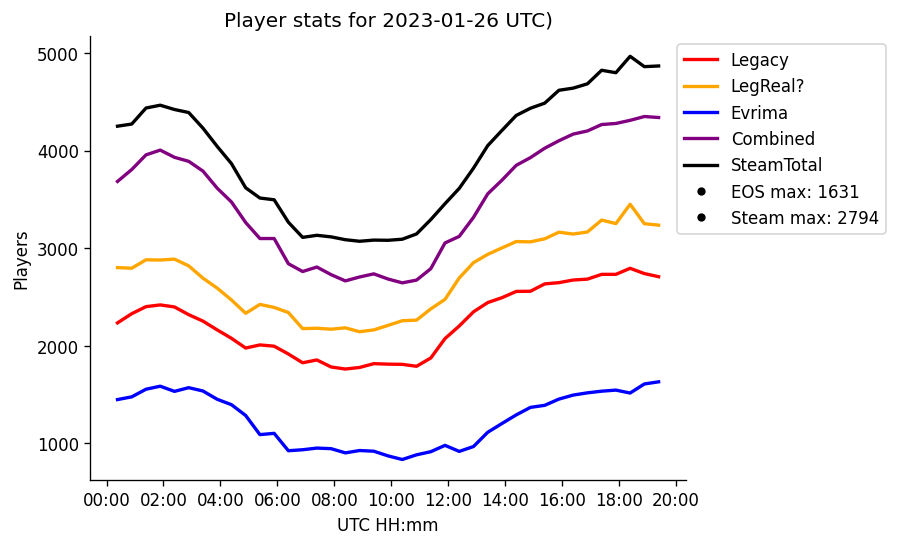 Player stats for 2023-01-26 UTC)
5000
4000
3000
2000
1000
Players
00:00 02:00 04:00 06:00 08:00 10:00 12:00 14:00 16:00 18:00 20:00
UTC HH:mm
Legacy
LegReal?
Evrima
Combined
SteamTotal
EOS max: 1631
Steam max: 2794